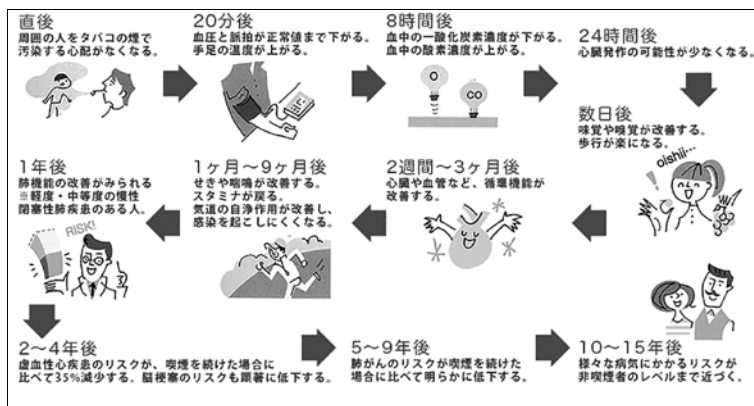 直後
周囲の人をタバコの煙で
汚染する心配がなくなる。
20分後
血圧と脈拍が正常値まで下がる。
手足の温度が上がる。
8時間後
血中の一酸化炭素濃度が下がる。
血中の酸素濃度が上がる。
O
CO
24時間後
心臓発作の可能性が少なくなる。
数日後
味覚や嗅覚が改善する。
歩行が楽になる。
oishii…
2週間～3ヶ月後
心臓や血管など、循環機能が
改善する。
1ヶ月～9ヶ月後
せきや喘鳴が改善する。
スタミナが戻る。
気道の自浄作用が改善し、
感染を起こしにくくなる。
1年後
肺機能の改善がみられる
※軽度・中等度の慢性
閉塞性肺疾患のある人。
RISK!
2～4年後
虚血性心疾患のリスクが、喫煙を続けた場合に
比べて35%減少する。脳梗塞のリスクも顕著に低下する。
5～9年後
肺がんのリスクが喫煙を続けた
場合に比べて明らかに低下する。
10～15年後
様々な病気にかかるリスクが
非喫煙者のレベルまで近づく。